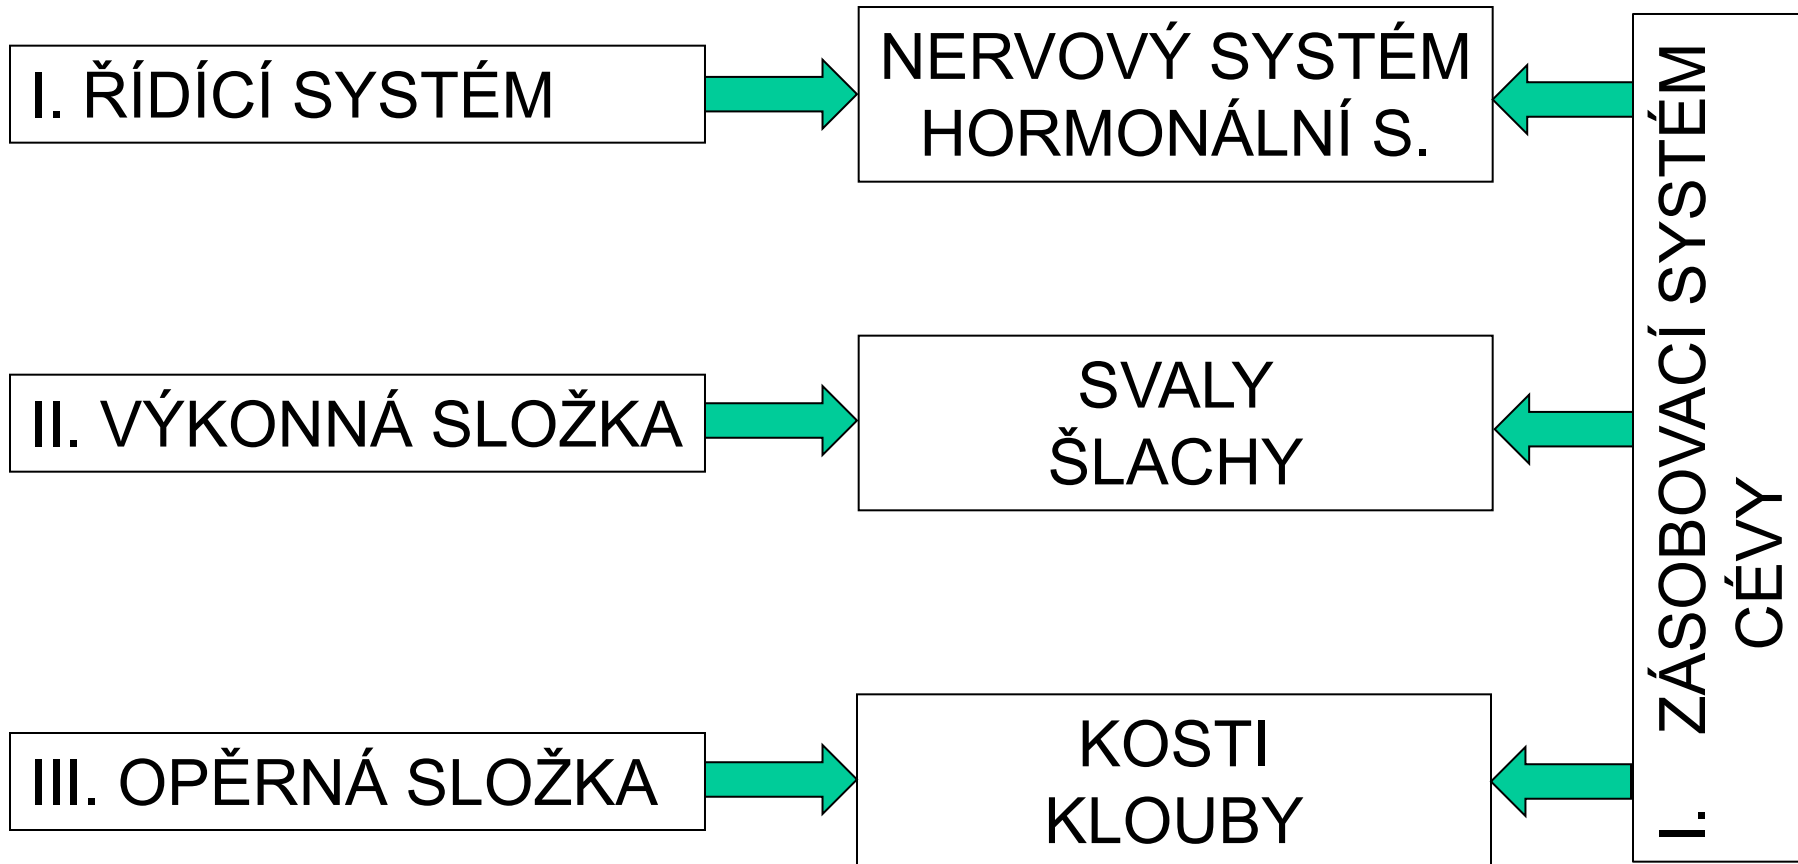 I. ŘÍDÍCÍ SYSTÉM
NERVOVÝ SYSTÉM
HORMONÁLNÍ S.
II. VÝKONNÁ SLOŽKA
SVALY
ŠLACHY
III. OPĚRNÁ SLOŽKA
KOSTI
KLOUBY
I. ZÁSOBOVACÍ SYSTÉM
CÉVY